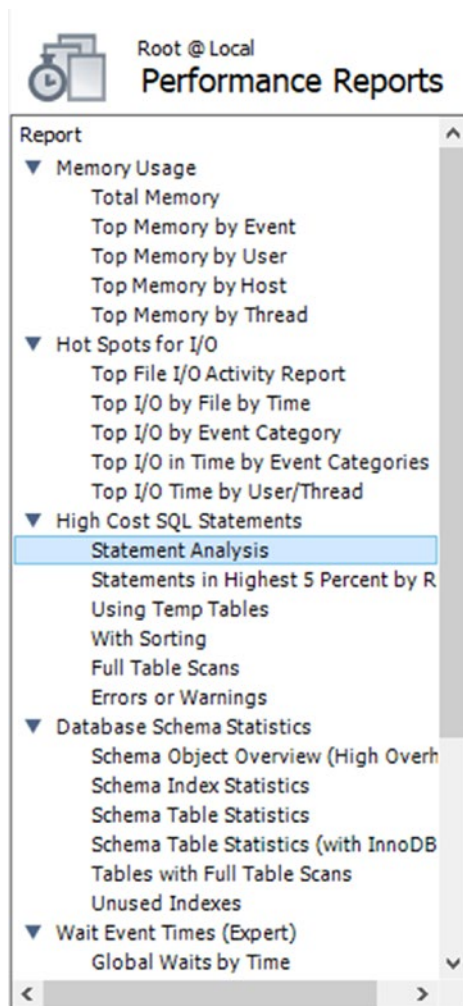 Root @ Local
Performance Reports
Report
Memory Usage
Total Memory
Top Memory by Event
Top Memory by User
Top Memory by Host
Top Memory by Thread
Hot Spots for I/O
Top File I/O Activity Report
Top I/O by File by Time
Top I/O by Event Category
Top I/O in Time by Event Categories
Top I/O Time by User/Thread
High Cost SQL Statements
Statement Analysis
Statements in Highest 5 Percent by R
Using Temp Tables
With Sorting
Full Table Scans
Errors or Warnings
Database Schema Statistics
Schema Object Overview (High Overh
Schema Index Statistics
Schema Table Statistics
Schema Table Statistics (with InnoDB
Tables with Full Table Scans
Unused Indexes
Wait Event Times (Expert)
Global Waits by Time